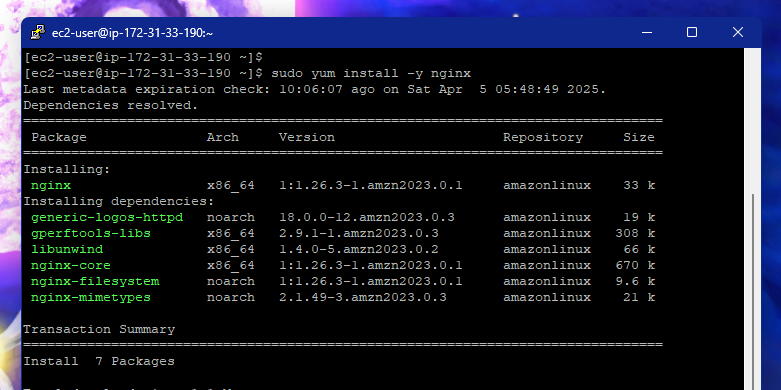 ec2-user@ip-172-31-33-190:~
[ec2-user@ip-172-31-33-190 ~]$
[ec2-user@ip-172-31-33-190 ~]$ sudo yum install -y nginx
Last metadata expiration check: 10:06:07 ago on Sat Apr  5 05:48:49 2025.
Dependencies resolved.
================================================================================
 Package               Arch     Version                     Repository     Size
================================================================================
Installing:
 nginx                 x86_64   1:1.26.3-1.amzn2023.0.1     amazonlinux    33 k
Installing dependencies:
 generic-logos-httpd   noarch   18.0.0-12.amzn2023.0.3      amazonlinux    19 k
 gperftools-libs       x86_64   2.9.1-1.amzn2023.0.3        amazonlinux   308 k
 libunwind             x86_64   1.4.0-5.amzn2023.0.2        amazonlinux    66 k
 nginx-core            x86_64   1:1.26.3-1.amzn2023.0.1     amazonlinux   670 k
 nginx-filesystem      noarch   1:1.26.3-1.amzn2023.0.1     amazonlinux   9.6 k
 nginx-mimetypes       noarch   2.1.49-3.amzn2023.0.3       amazonlinux    21 k
Transaction Summary
================================================================================
Install  7 Packages